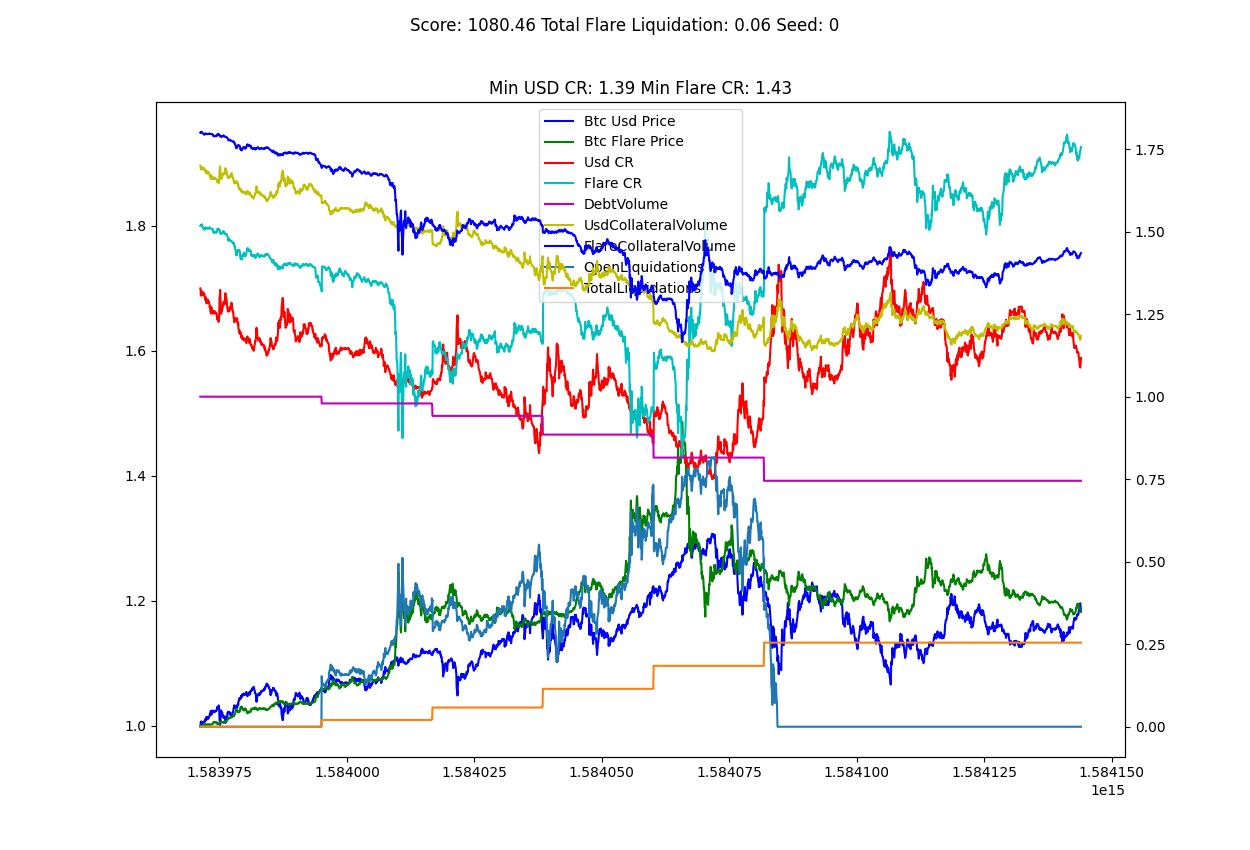 Score: 1080.46 Total Flare Liquidation: 0.06 Seed: 0
Min USD CR: 1.39 Min Flare CR: 1.43
Btc Usd Price
Btc Flare Price
Usd CR
Flare CR
DebtVolume
UsdCollateralVolume
FlareCollateralVolume
OpenLiquidations
TotalLiquidations
1.8
1.6
1.4
1.2
1.0
1.75
1.50
1.25
1.00
0.75
0.50
0.25
0.00
1.583975 1.584000 1.584025 1.584050 1.584075 1.584100 1.584125 1.584150
1e15